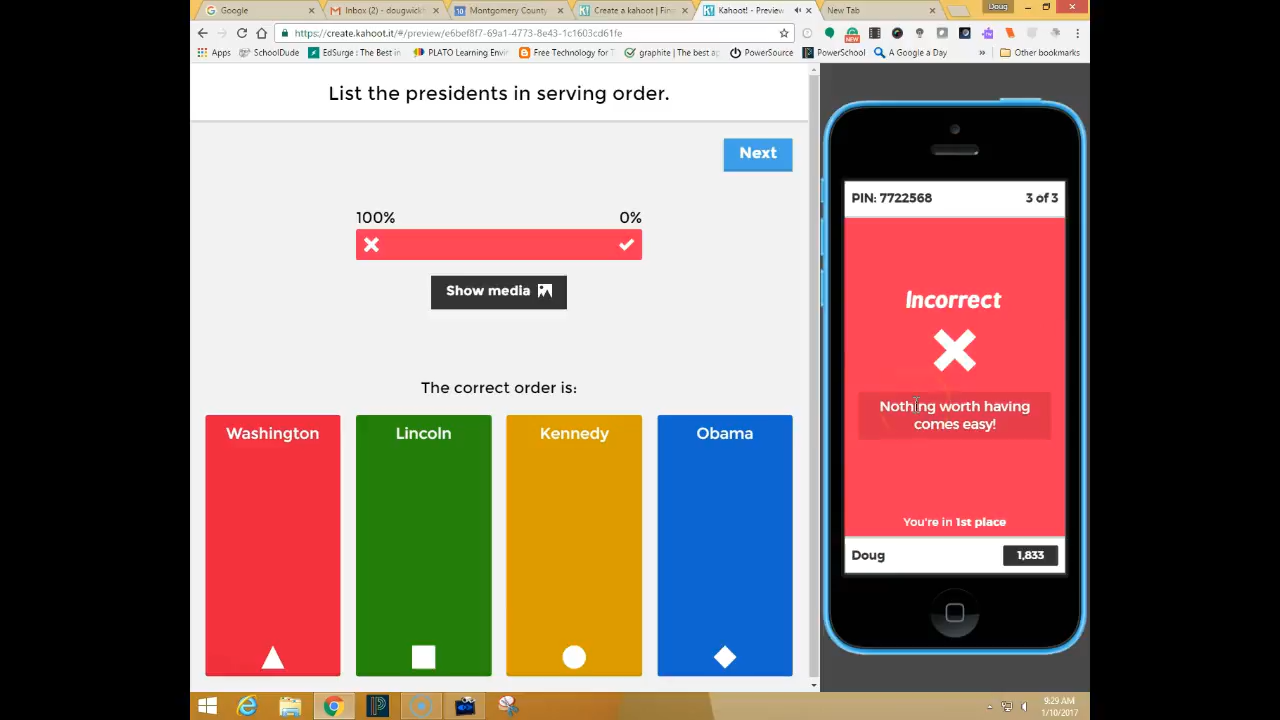 Google
Inbox (2) - dougwick
Montgomery County
Create a kahoot | Fin
Kahoot! - Preview
New Tab
Doug
https://create.kahoot.it/#/preview/e6bef8f7-69a1-4773-8e43-1c1603cd61fe
Apps
SchoolDude
EdSurge : The Best in
PLATO Learning Envi
Free Technology for T
graphite | The best ap
PowerSource
PowerSchool
A Google a Day
»
Other bookmarks
NEW
List the presidents in serving order.
Next
100%
0%
Show media
The correct order is:
Washington
Lincoln
Kennedy
Obama
PIN: 7722568
3 of 3
Incorrect
Nothing worth having
comes easy!
You're in 1st place
Doug
1,833
9:29 AM
1/10/2017